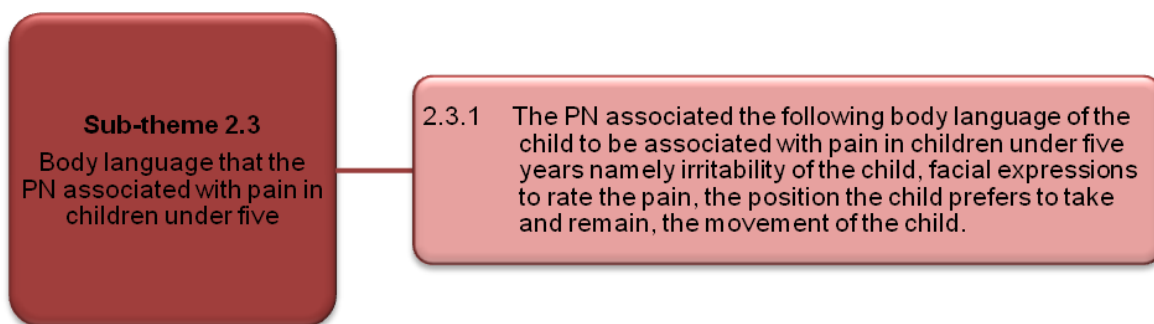 Sub-theme 2.3
Body language that the
PN associated with pain in
children under five
2.3.1 The PN associated the following body language of the
child to be associated with pain in children under five
years namely irritability of the child, facial expressions
to rate the pain, the position the child prefers to take
and remain, the movement of the child.